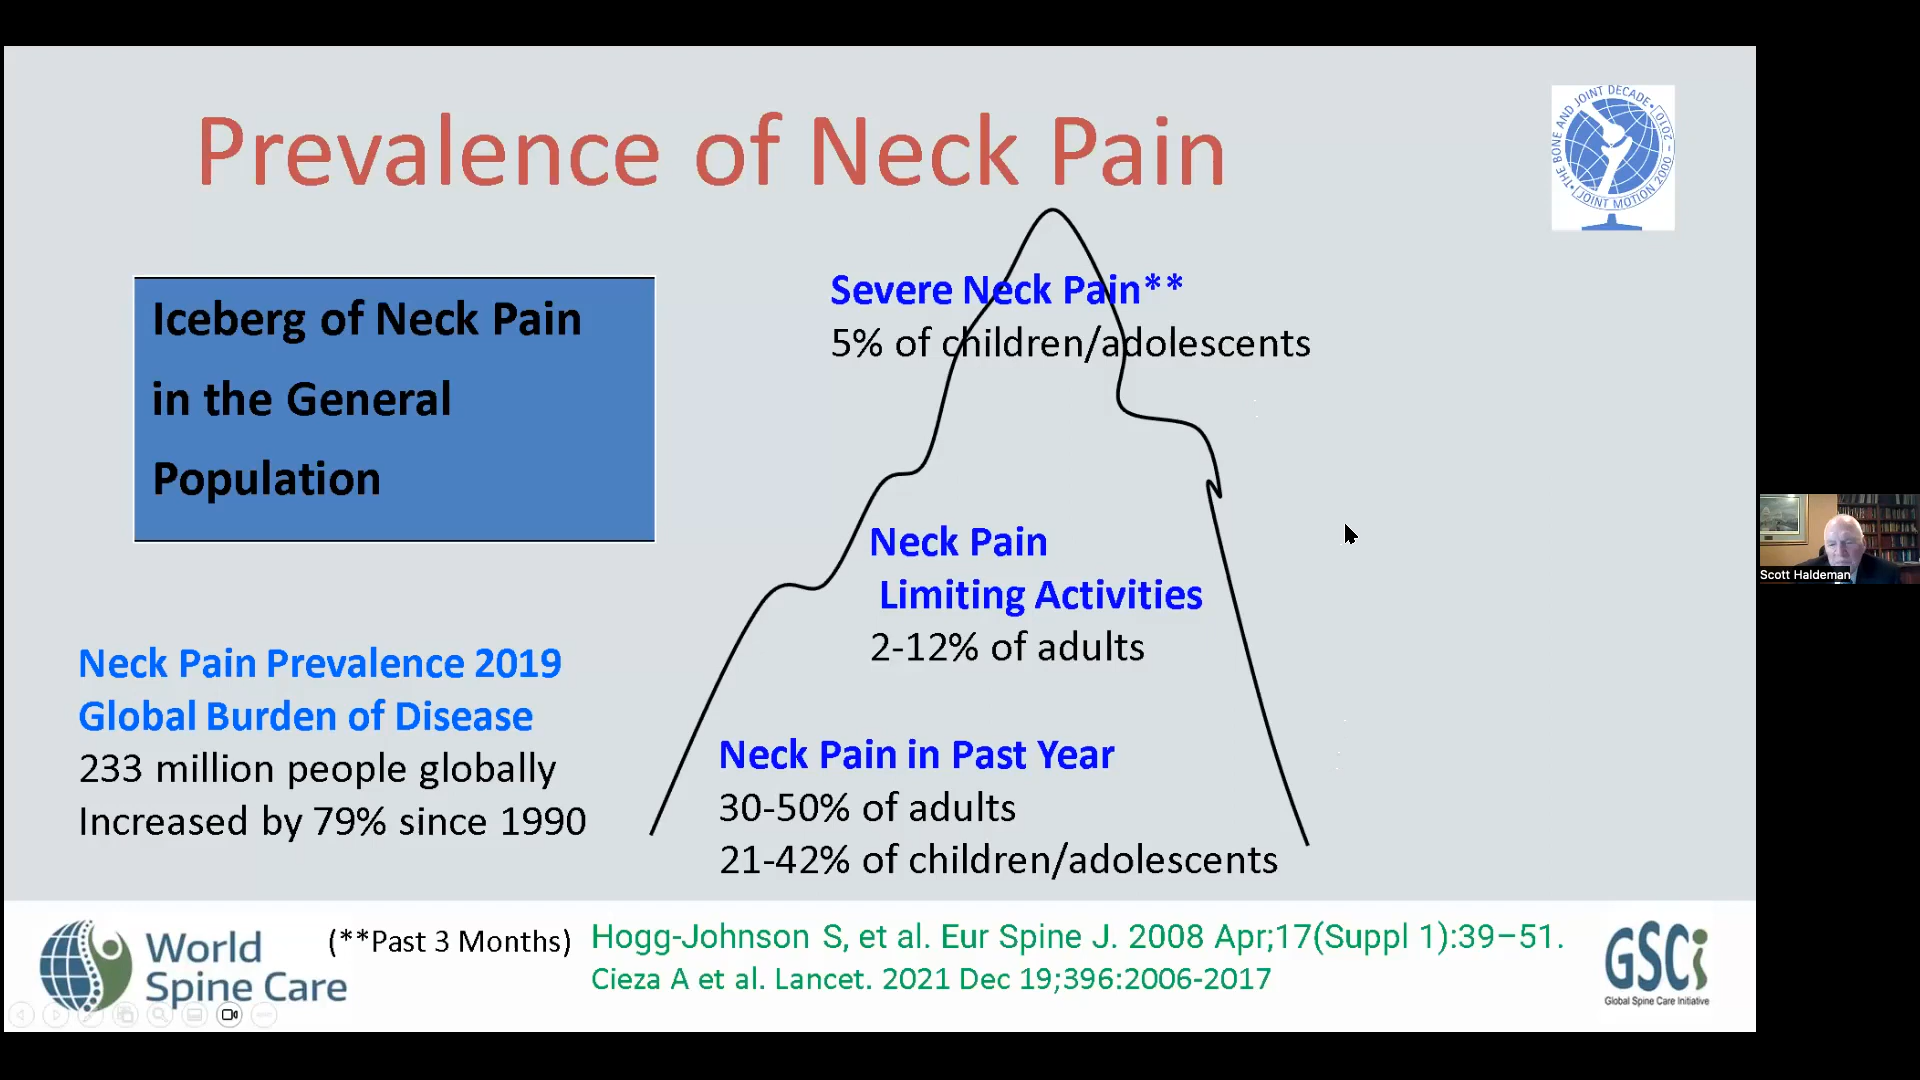 Prevalence of Neck Pain
THE BONE AND JOINT DECADE
2000 – 2010
JOINT MOTION
Iceberg of Neck Pain
in the General
Population
Severe Neck Pain**
5% of children/adolescents
Neck Pain
Limiting Activities
2-12% of adults
Neck Pain Prevalence 2019
Global Burden of Disease
233 million people globally
Increased by 79% since 1990
Neck Pain in Past Year
30-50% of adults
21-42% of children/adolescents
Scott Haldeman
World
Spine Care
(**Past 3 Months)
Hogg-Johnson S, et al. Eur Spine J. 2008 Apr;17(Suppl 1):39–51.
Cieza A et al. Lancet. 2021 Dec 19;396:2006-2017
GSCi
Global Spine Care Initiative